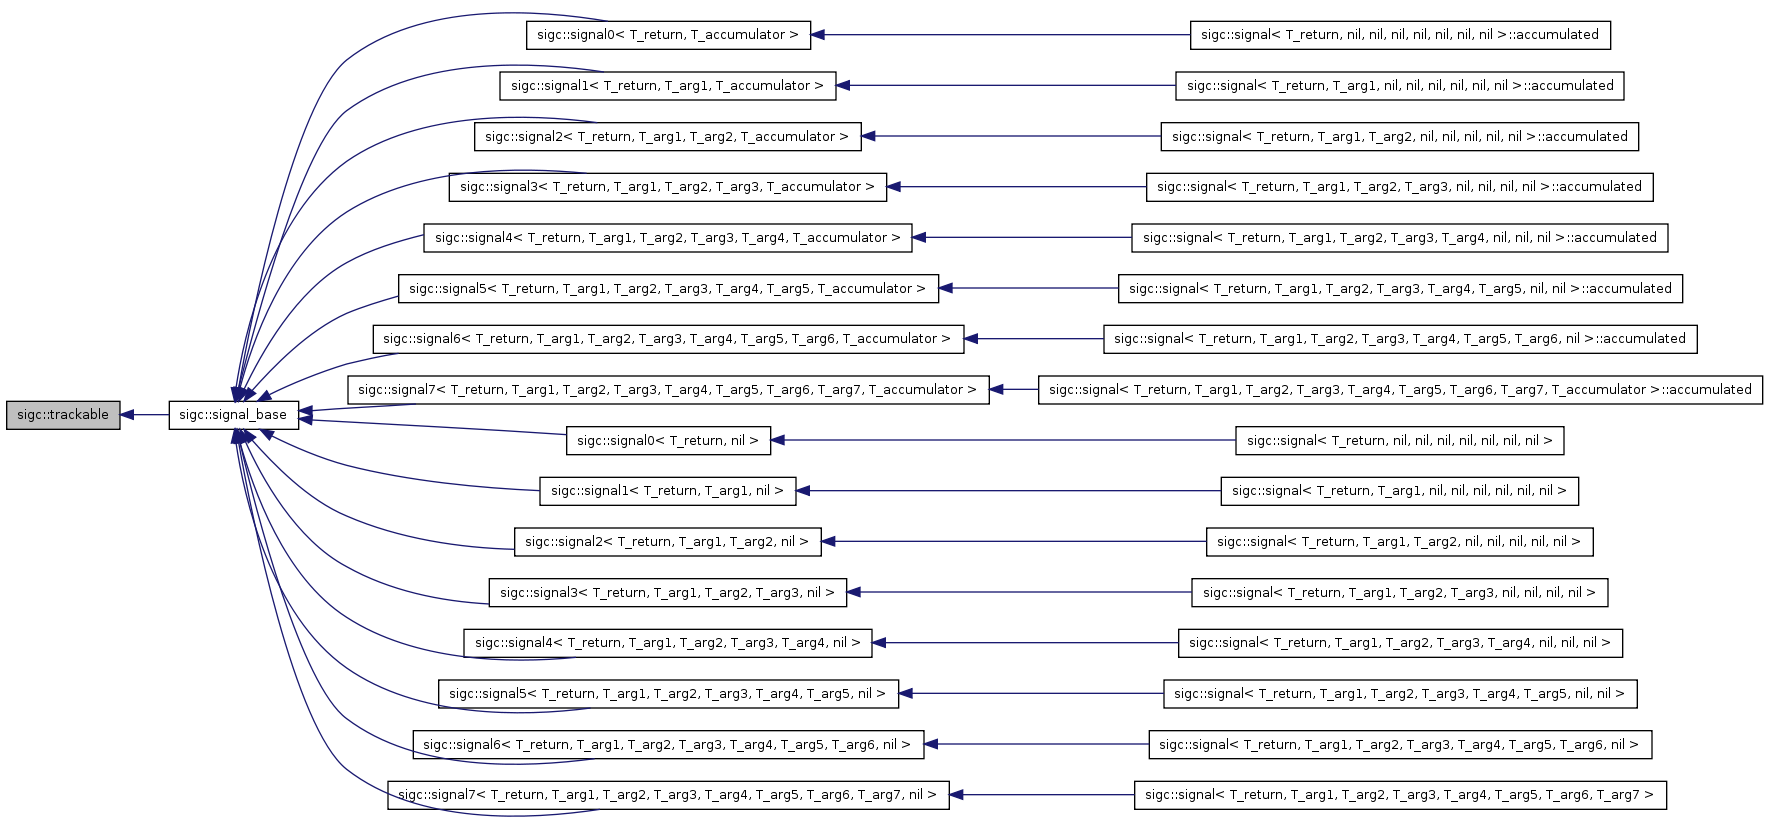 sigc::trackable
sigc::signal_base
sigc::signal0< T_return, T_accumulator >
sigc::signal< T_return, nil, nil, nil, nil, nil, nil, nil >::accumulated
sigc::signal1< T_return, T_arg1, T_accumulator >
sigc::signal< T_return, T_arg1, nil, nil, nil, nil, nil, nil >::accumulated
sigc::signal2< T_return, T_arg1, T_arg2, T_accumulator >
sigc::signal< T_return, T_arg1, T_arg2, nil, nil, nil, nil, nil >::accumulated
sigc::signal3< T_return, T_arg1, T_arg2, T_arg3, T_accumulator >
sigc::signal< T_return, T_arg1, T_arg2, T_arg3, nil, nil, nil, nil >::accumulated
sigc::signal4< T_return, T_arg1, T_arg2, T_arg3, T_arg4, T_accumulator >
sigc::signal< T_return, T_arg1, T_arg2, T_arg3, T_arg4, nil, nil, nil >::accumulated
sigc::signal5< T_return, T_arg1, T_arg2, T_arg3, T_arg4, T_arg5, T_accumulator >
sigc::signal< T_return, T_arg1, T_arg2, T_arg3, T_arg4, T_arg5, nil, nil >::accumulated
sigc::signal6< T_return, T_arg1, T_arg2, T_arg3, T_arg4, T_arg5, T_arg6, T_accumulator >
sigc::signal< T_return, T_arg1, T_arg2, T_arg3, T_arg4, T_arg5, T_arg6, nil >::accumulated
sigc::signal7< T_return, T_arg1, T_arg2, T_arg3, T_arg4, T_arg5, T_arg6, T_arg7, T_accumulator >
sigc::signal< T_return, T_arg1, T_arg2, T_arg3, T_arg4, T_arg5, T_arg6, T_arg7, T_accumulator >::accumulated
sigc::signal0< T_return, nil >
sigc::signal< T_return, nil, nil, nil, nil, nil, nil, nil >
sigc::signal1< T_return, T_arg1, nil >
sigc::signal< T_return, T_arg1, nil, nil, nil, nil, nil, nil >
sigc::signal2< T_return, T_arg1, T_arg2, nil >
sigc::signal< T_return, T_arg1, T_arg2, nil, nil, nil, nil, nil >
sigc::signal3< T_return, T_arg1, T_arg2, T_arg3, nil >
sigc::signal< T_return, T_arg1, T_arg2, T_arg3, nil, nil, nil, nil >
sigc::signal4< T_return, T_arg1, T_arg2, T_arg3, T_arg4, nil >
sigc::signal< T_return, T_arg1, T_arg2, T_arg3, T_arg4, nil, nil, nil >
sigc::signal5< T_return, T_arg1, T_arg2, T_arg3, T_arg4, T_arg5, nil >
sigc::signal< T_return, T_arg1, T_arg2, T_arg3, T_arg4, T_arg5, nil, nil >
sigc::signal6< T_return, T_arg1, T_arg2, T_arg3, T_arg4, T_arg5, T_arg6, nil >
sigc::signal< T_return, T_arg1, T_arg2, T_arg3, T_arg4, T_arg5, T_arg6, nil >
sigc::signal7< T_return, T_arg1, T_arg2, T_arg3, T_arg4, T_arg5, T_arg6, T_arg7, nil >
sigc::signal< T_return, T_arg1, T_arg2, T_arg3, T_arg4, T_arg5, T_arg6, T_arg7 >